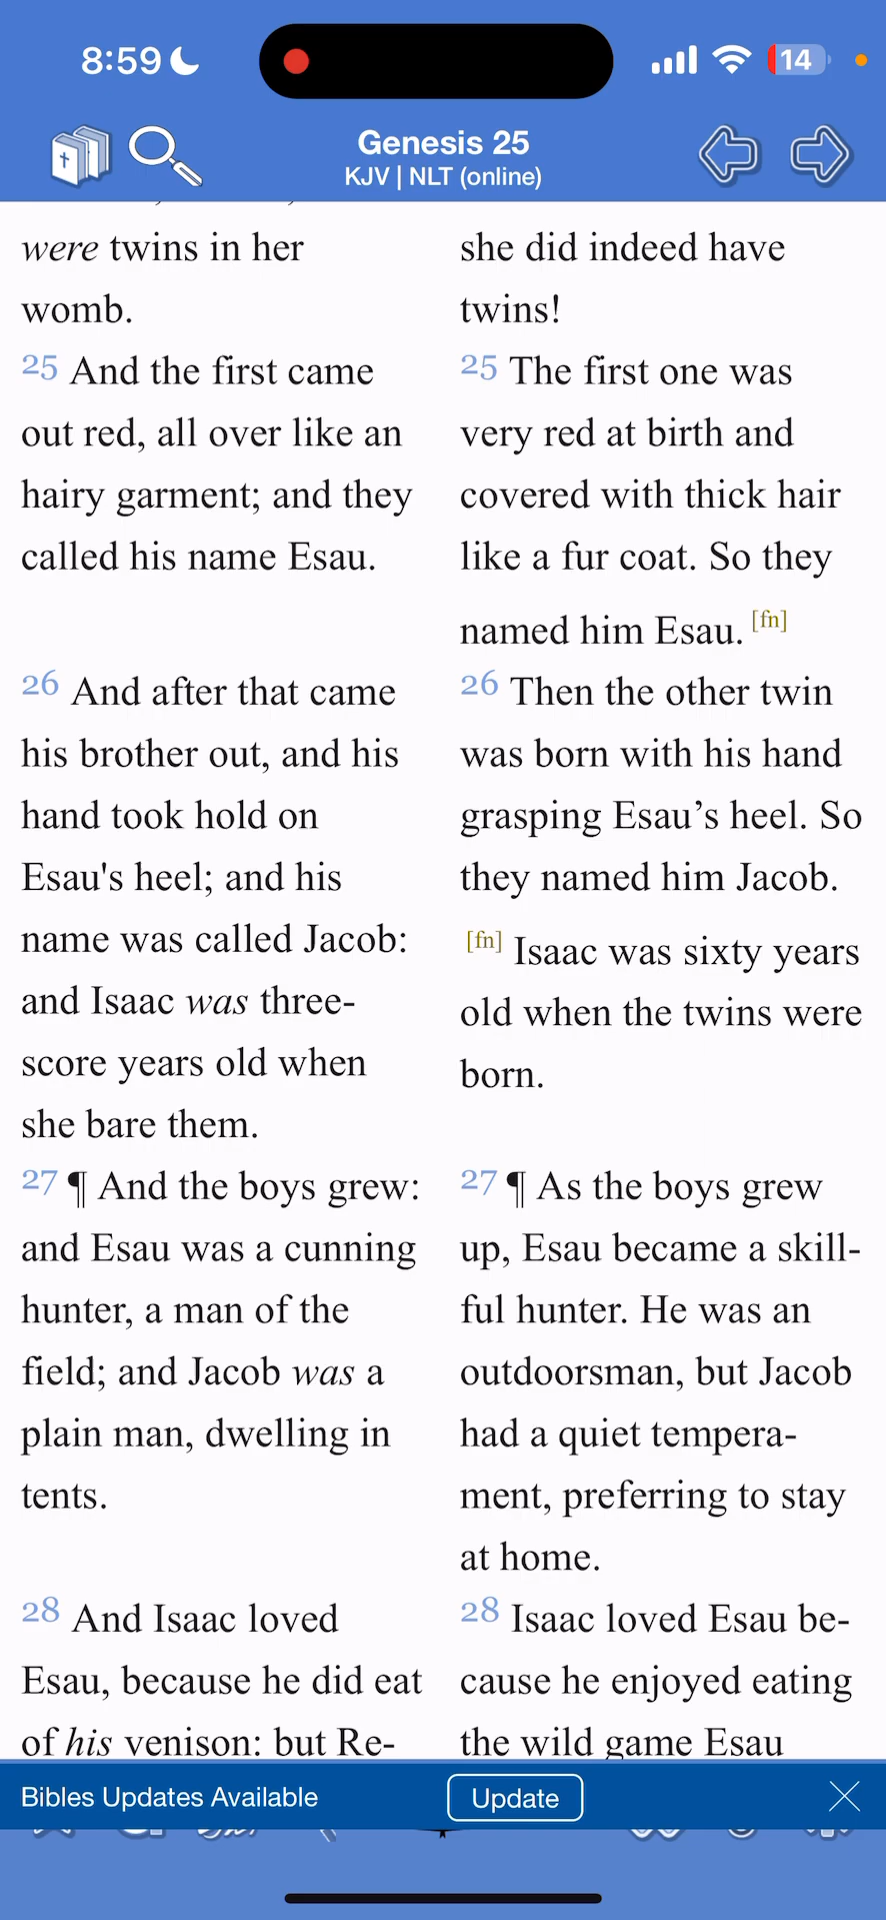 8:59
14
Genesis 25
KJV | NLT (online)
were twins in her
womb.
25 And the first came
out red, all over like an
hairy garment; and they
called his name Esau.
26 And after that came
his brother out, and his
hand took hold on
Esau's heel; and his
name was called Jacob:
and Isaac was three-
score years old when
she bare them.
27 ¶ And the boys grew:
and Esau was a cunning
hunter, a man of the
field; and Jacob was a
plain man, dwelling in
tents.
28 And Isaac loved
Esau, because he did eat
of his venison: but Re-
she did indeed have
twins!
25 The first one was
very red at birth and
covered with thick hair
like a fur coat. So they
named him Esau. [fn]
26 Then the other twin
was born with his hand
grasping Esau’s heel. So
they named him Jacob.
[fn] Isaac was sixty years
old when the twins were
born.
27 ¶ As the boys grew
up, Esau became a skill-
ful hunter. He was an
outdoorsman, but Jacob
had a quiet tempera-
ment, preferring to stay
at home.
28 Isaac loved Esau be-
cause he enjoyed eating
the wild game Esau
Bibles Updates Available
Update